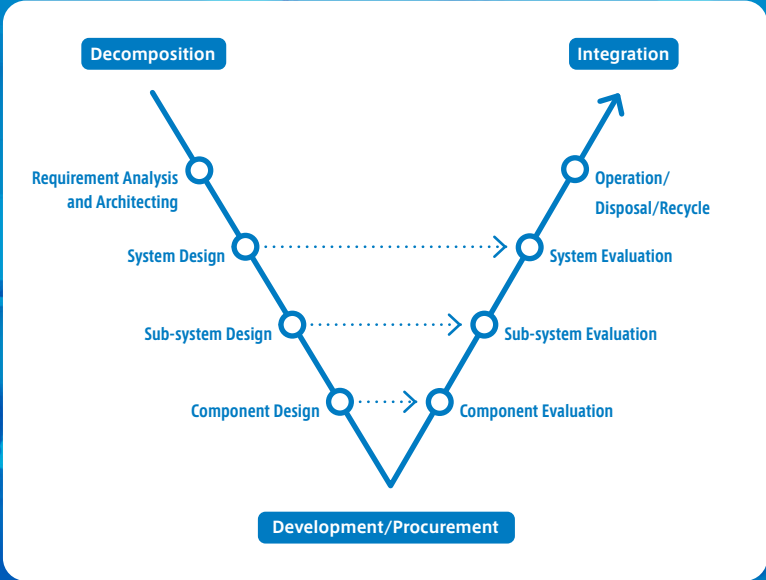 Decomposition
Integration
Requirement Analysis
and Architecting
Operation/
Disposal/Recycle
System Design
System Evaluation
Sub-system Design
Sub-system Evaluation
Component Design
Component Evaluation
Development/Procurement